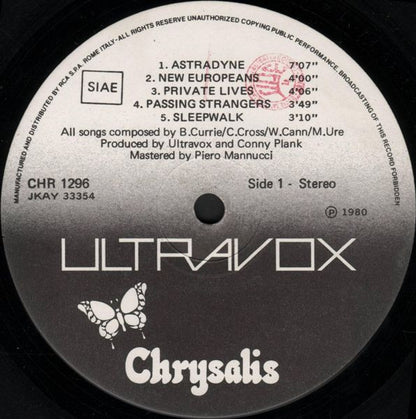 MANUFACTURED AND DISTRIBUTED BY RCA S.P.A. ROME ITALY - ALL RIGHTS RESERVE UNAUTHORIZED COPYING PUBLIC PERFORMANCE, BROADCASTING OF THIS RECORD FORBIDDEN
SIAE
1. ASTRADYNE 7'07"
2. NEW EUROPEANS 4'00"
3. PRIVATE LIVES 4'06"
4. PASSING STRANGERS 3'49"
5. SLEEPWALK 3'10"
All songs composed by B.Currie/C.Cross/W.Cann/M.Ure
Produced by Ultravox and Conny Plank
Mastered by Piero Mannucci
CHR 1296
JKAY 33354
Side 1 - Stereo
Ⓟ 1980
ULTRAVOX
Chrysalis